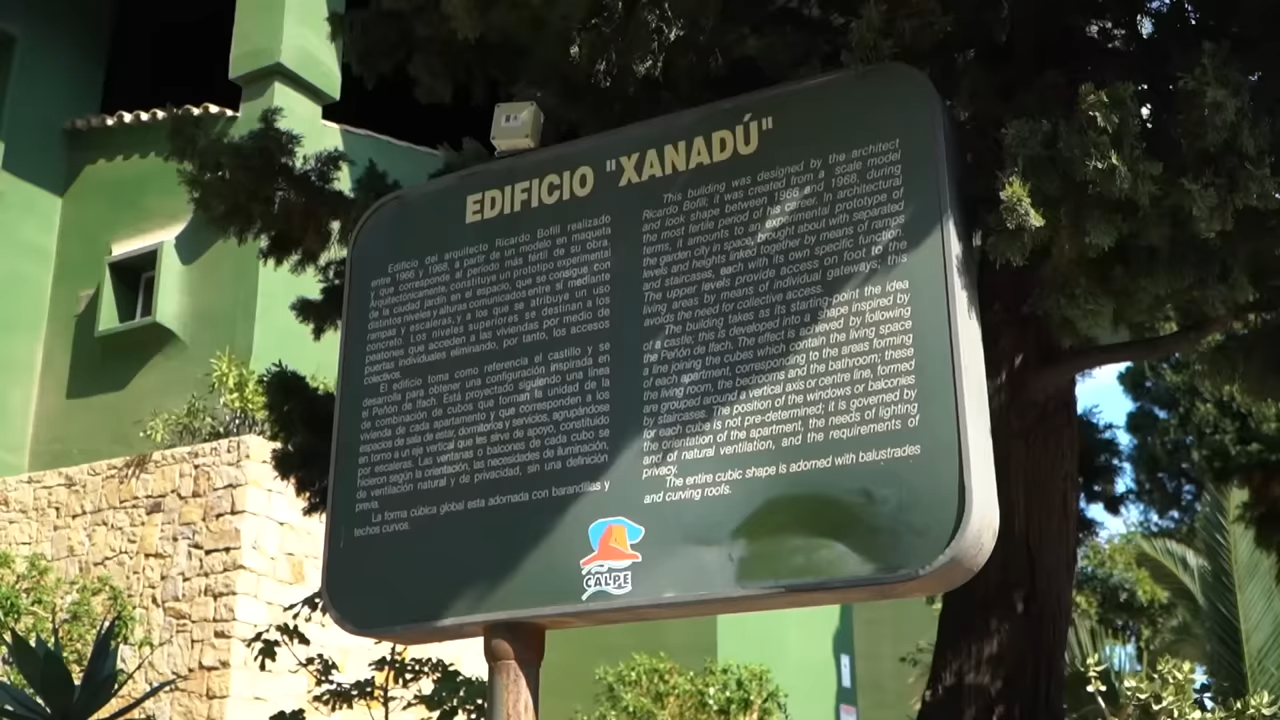 EDIFICIO "XANADÚ"
Edificio del arquitecto Ricardo Bofill realizado
entre 1966 y 1968, a partir de un modelo en maqueta
y que corresponde al período más fértil de su obra.
Arquitectónicamente, constituye un prototipo experimental
de la ciudad jardín en el espacio, que consigue con
distintos niveles y alturas comunicados entre sí mediante
rampas y escaleras, y a los que se atribuye un uso
concreto. Los niveles superiores se destinan a los
peatones que acceden a las viviendas por medio de
puertas individuales eliminando, por tanto, los accesos
colectivos.
El edificio toma como referencia el castillo y se
desarrolla para obtener una configuración inspirada en
el Peñón de Ifach. Está proyectado siguiendo una línea
de combinación de cubos que forman la unidad de la
vivienda de cada apartamento y que corresponden a los
espacios de sala de estar, dormitorios y servicios, agrupándose
en torno a un eje vertical que les sirve de apoyo, constituido
por escaleras. Las ventanas o balcones de cada cubo se
hicieron según la orientación, las necesidades de iluminación,
de ventilación natural y de privacidad, sin una definición
previa.
La forma cúbica global esta adornada con barandillas y
techos curvos.
This building was designed by the architect
Ricardo Bofill; it was created from a scale model
and look shape between 1966 and 1968, during
the most fertile period of his career. In architectural
terms, it amounts to an experimental prototype of
the garden city in space, brought about with separated
levels and heights linked together by means of ramps
and staircases, each with its own specific function.
The upper levels provide access on foot to the
living areas by means of individual gateways; this
avoids the need for collective access.
The building takes as its starting-point the idea
of a castle; this is developed into a shape inspired by
the Peñón de Ifach. The effect is achieved by following
a line joining the cubes which contain the living space
of each apartment, corresponding to the areas forming
the living room, the bedrooms and the bathroom; these
are grouped around a vertical axis or centre line, formed
by staircases. The position of the windows or balconies
for each cube is not pre-determined; it is governed by
the orientation of the apartment, the needs of lighting
and of natural ventilation, and the requirements of
privacy.
The entire cubic shape is adorned with balustrades
and curving roofs.
CALPE